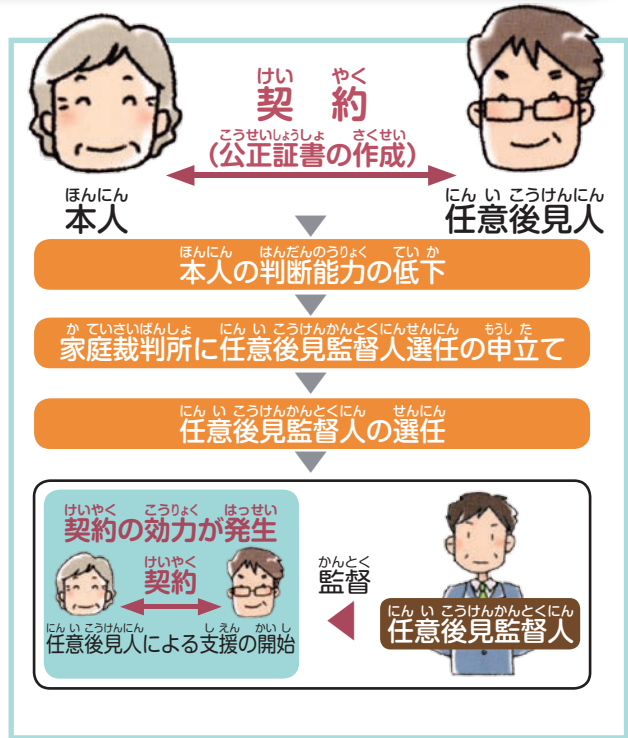 けい やく
契 約
こうせいしょうしょ さくせい
(公正証書の作成)
ほんにん
本人
にん い こうけんにん
任意後見人
ほんにん はんだんのうりょく てい か
本人の判断能力の低下
か ていさいばんしょ にん い こうけんかんとくにんせんにん もうし た
家庭裁判所に任意後見監督人選任の申立て
にん い こうけんかんとくにん せんにん
任意後見監督人の選任
けいやく こうりょく はっせい
契約の効力が発生
けいやく
契約
にん い こうけんにん し えん かい し
任意後見人による支援の開始
かんとく
監督
にん い こうけんかんとくにん
任意後見監督人